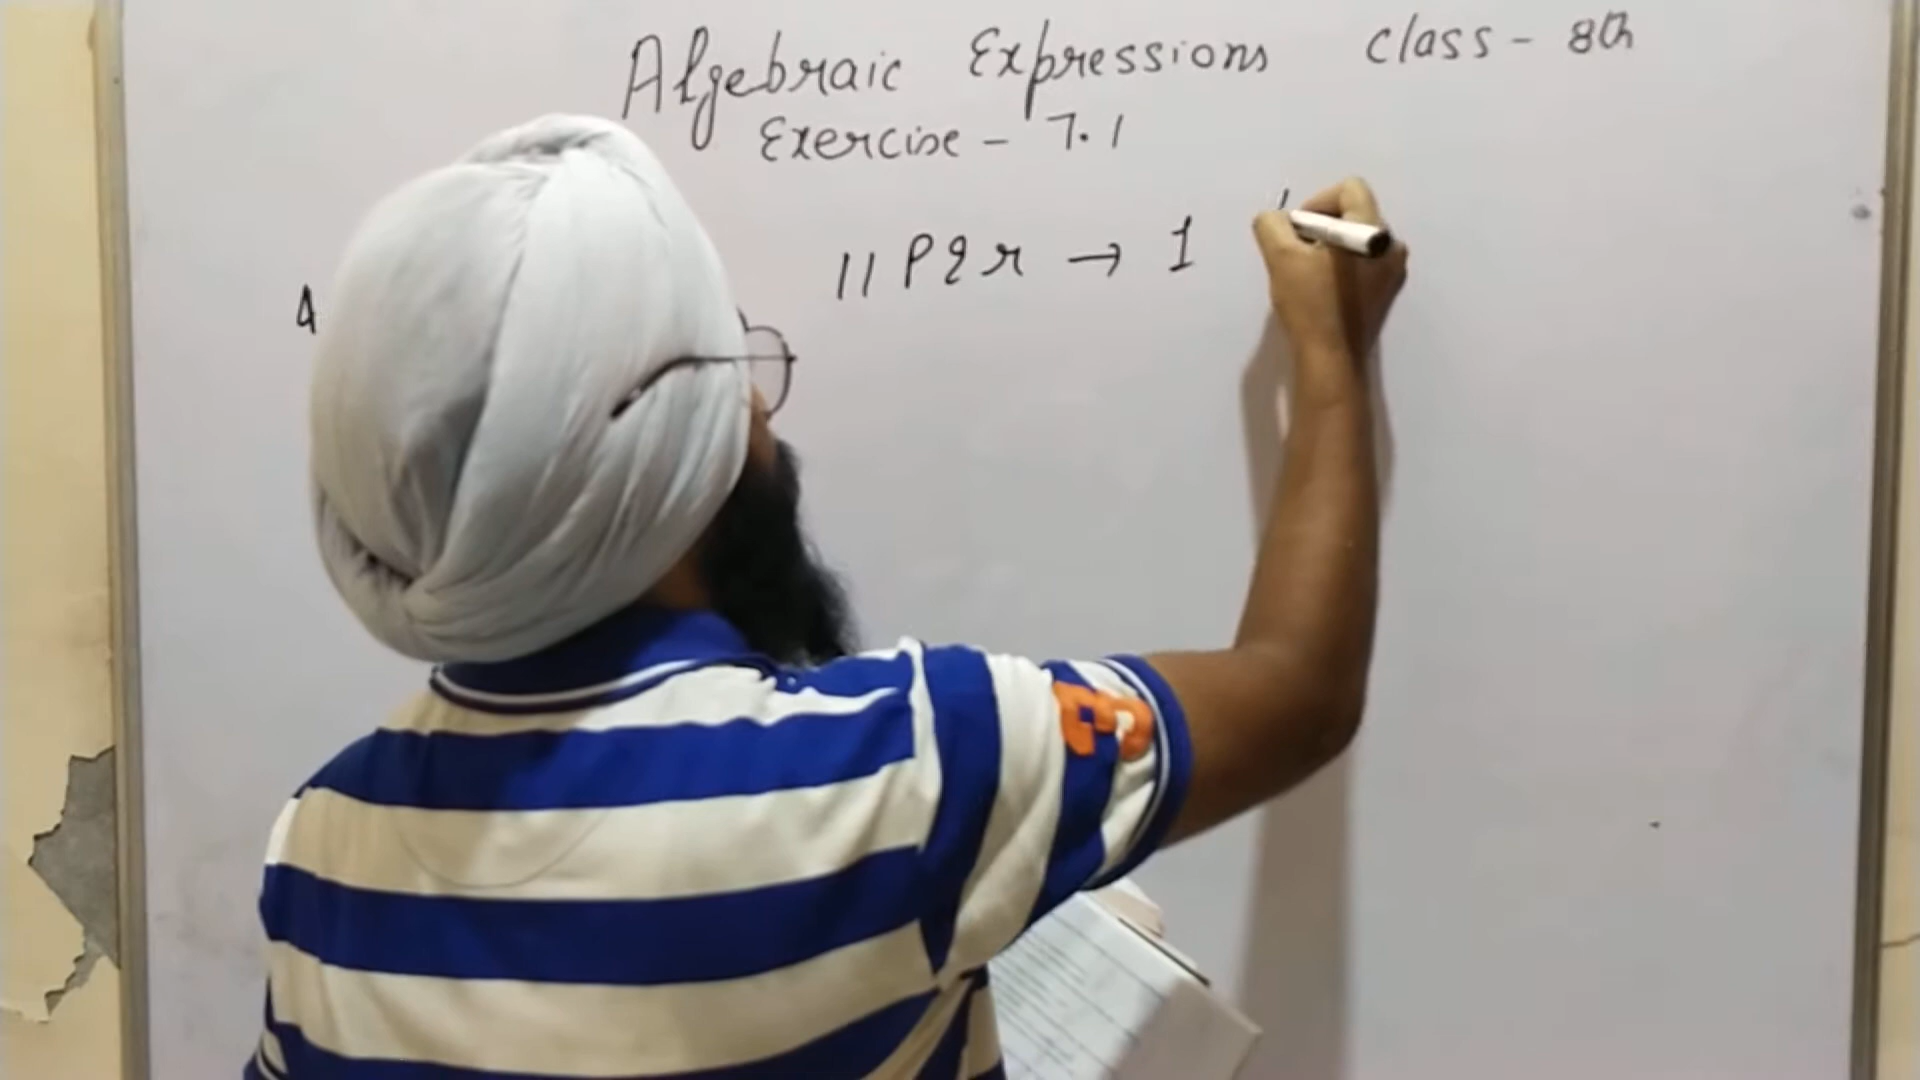 Algebraic Expressions class - 8th
Exercise - 7.1
11 pqr → 1